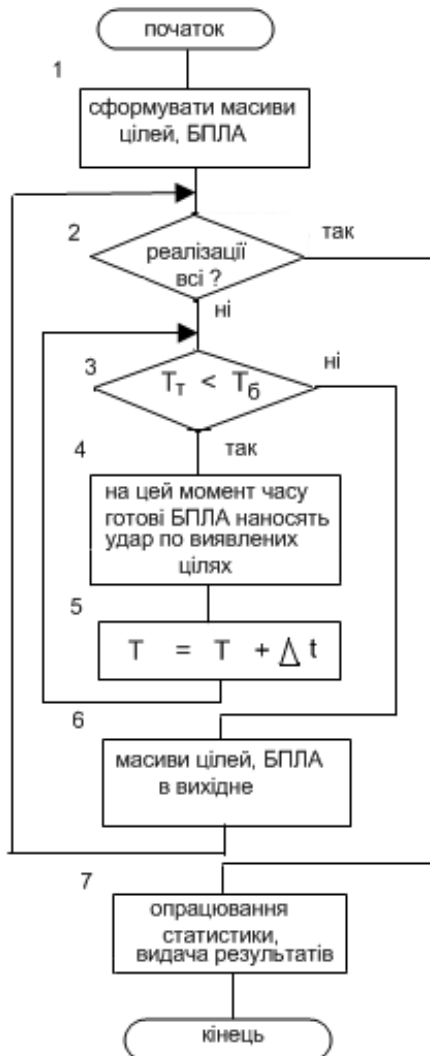 початок
1
сформувати масиви
цілей, БПЛА
2
так
реалізації
всі ?
ні
3
ні
Tт < Tб
4
так
на цей момент часу
готові БПЛА наносять
удар по виявлених
цілях
5
T = T + Δ t
6
масиви цілей, БПЛА
в вихідне
7
опрацювання
статистики,
видача результатів
кінець